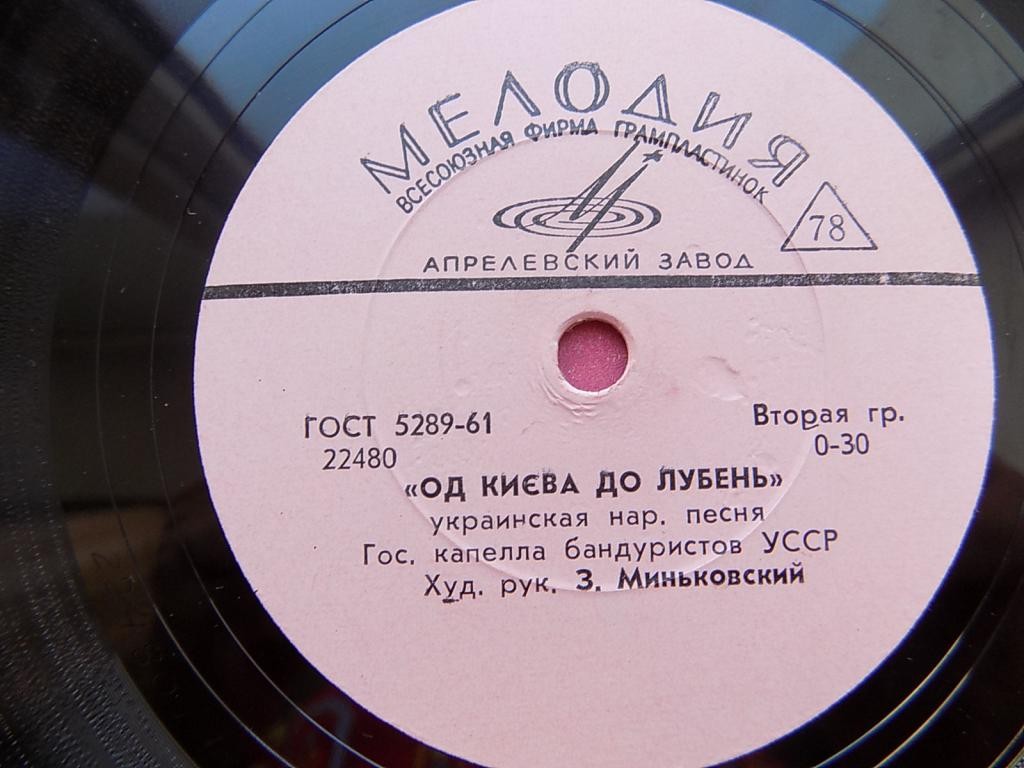 МЕЛОДИЯ
ВСЕСОЮЗНАЯ ФИРМА ГРАМПЛАСТИНОК
78
АПРЕЛЕВСКИЙ ЗАВОД
ГОСТ 5289-61
22480
Вторая гр.
0-30
«ОД КИЄВА ДО ЛУБЕНЬ»
украинская нар. песня
Гос. капелла бандуристов УССР
Худ. рук. З. Миньковский